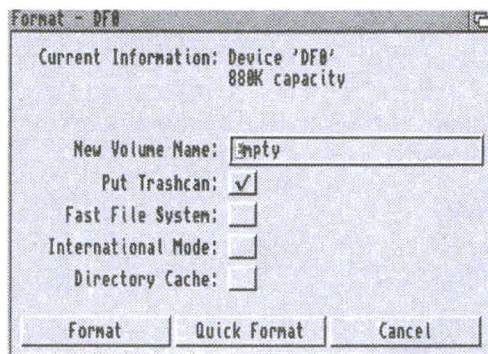 Format - DF0
Current Information: Device 'DF0'
880K capacity
New Volume Name: Empty
Put Trashcan: ✓
Fast File System:
International Mode:
Directory Cache:
Format Quick Format Cancel